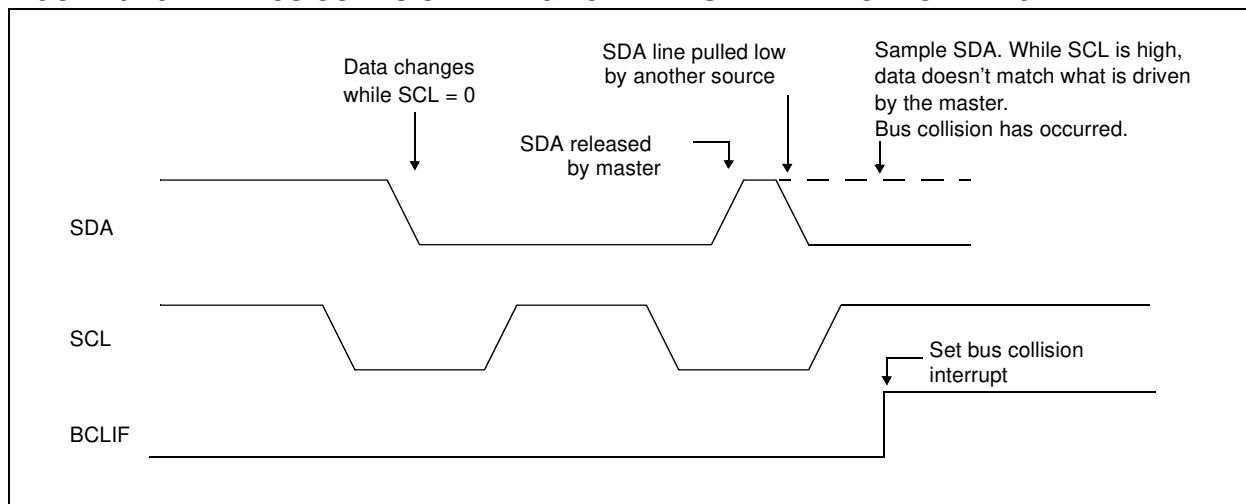 Data changes
while SCL = 0
SDA line pulled low
by another source
Sample SDA. While SCL is high,
data doesn't match what is driven
by the master.
Bus collision has occurred.
SDA released
by master
SDA
SCL
Set bus collision
interrupt
BCLIF